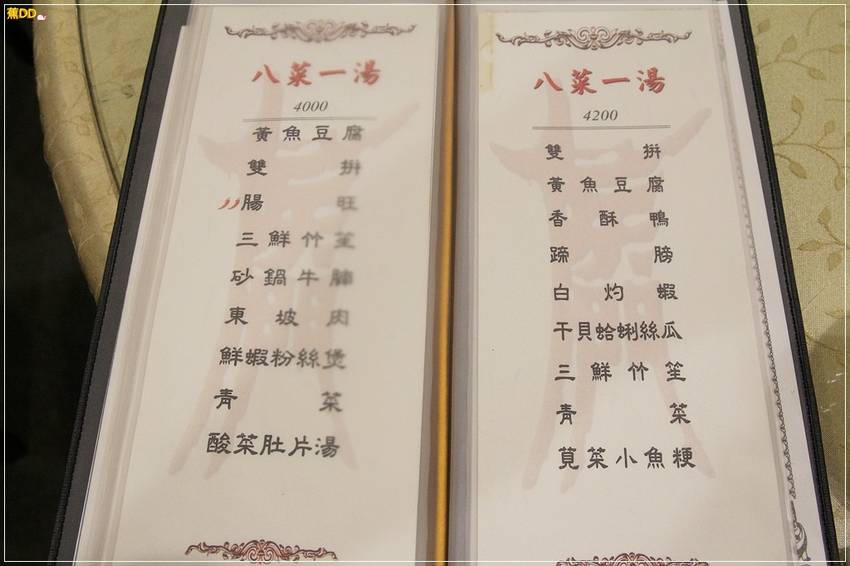 蕉DD
八菜一湯
4000
黃魚豆腐
雙拼
腸旺
三鮮竹笙
砂鍋牛腩
東坡肉
鮮蝦粉絲煲
青菜
酸菜肚片湯
八菜一湯
4200
雙拼
黃魚豆腐
香酥鴨
蹄膀
白灼蝦
干貝蛤蜊絲瓜
三鮮竹笙
青菜
莧菜小魚粳